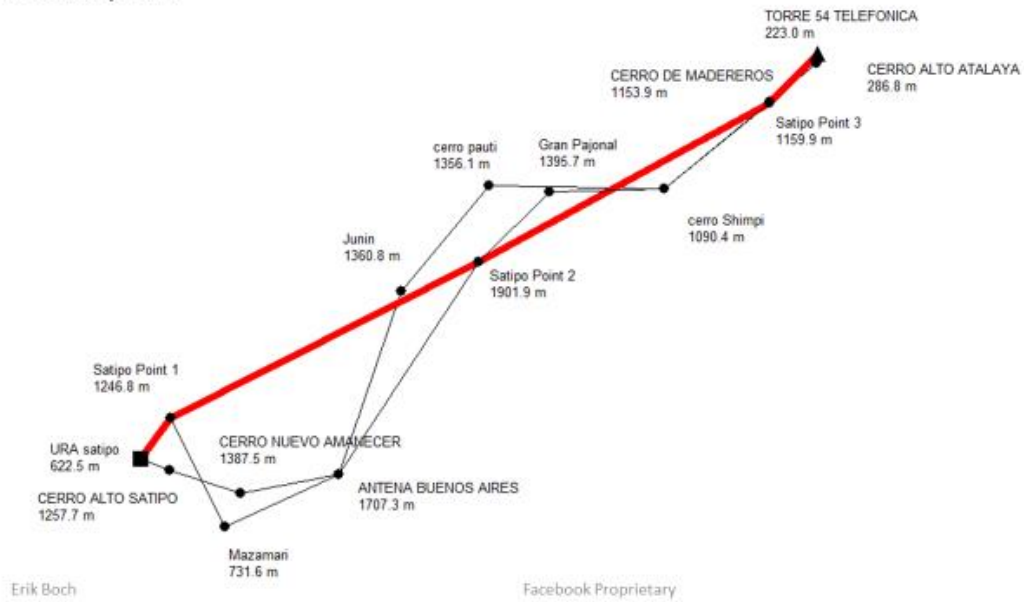 TORRE 54 TELEFONICA
223.0 m
CERRO DE MADEREROS
1153.9 m
CERRO ALTO ATALAYA
286.8 m
Satipo Point 3
1159.9 m
cerro pauti
1356.1 m
Gran Pajonal
1395.7 m
cerro Shimpi
1090.4 m
Junin
1360.8 m
Satipo Point 2
1901.9 m
Satipo Point 1
1246.8 m
URA satipo
622.5 m
CERRO NUEVO AMANECER
1387.5 m
CERRO ALTO SATIPO
1257.7 m
ANTENA BUENOS AIRES
1707.3 m
Mazamari
731.6 m
Erik Boch
Facebook Proprietary